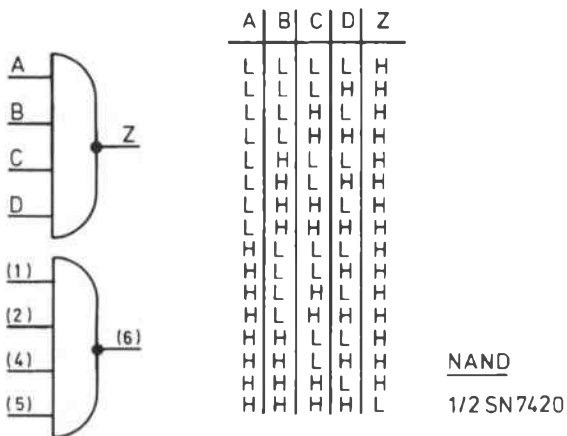 A
B
C
D
Z
(1)
(2)
(4)
(5)
(6)
A B C D Z
L L L L H
L L L H H
L L H L H
L L H H H
L H L L H
L H L H H
L H H L H
L H H H H
H L L L H
H L L H H
H L H L H
H L H H H
H H L L H
H H L H H
H H H L H
H H H H L
NAND
1/2 SN7420